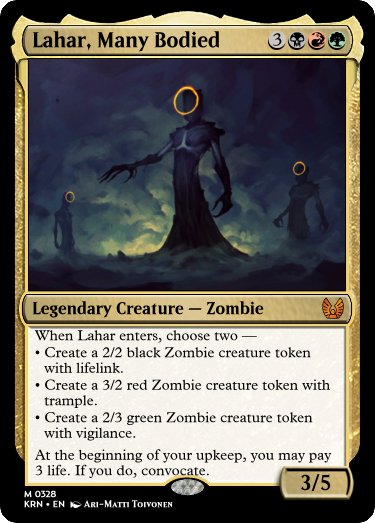 Lahar, Many Bodied 3
Legendary Creature — Zombie
When Lahar enters, choose two —
• Create a 2/2 black Zombie creature token
with lifelink.
• Create a 3/2 red Zombie creature token with
trample.
• Create a 2/3 green Zombie creature token
with vigilance.
At the beginning of your upkeep, you may pay
3 life. If you do, convocate.
3/5
M 0328
KRN • EN Ari-Matti Toivonen